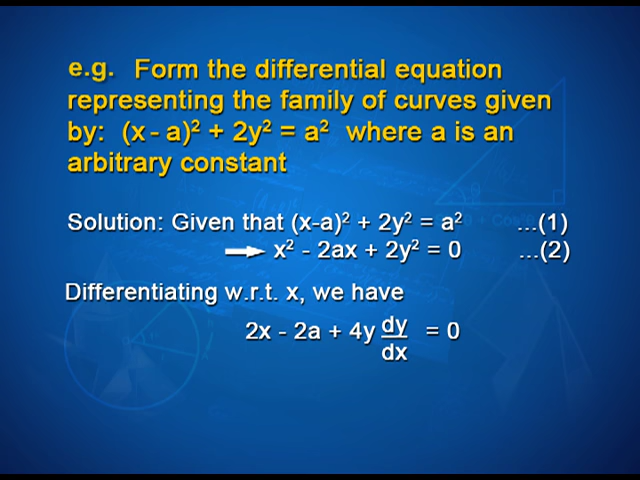 e.g. Form the differential equation
representing the family of curves given
by: (x - a)² + 2y² = a² where a is an
arbitrary constant
Solution: Given that (x-a)² + 2y² = a² ...(1)
x² - 2ax + 2y² = 0 ...(2)
Differentiating w.r.t. x, we have
2x - 2a + 4y dy/dx = 0